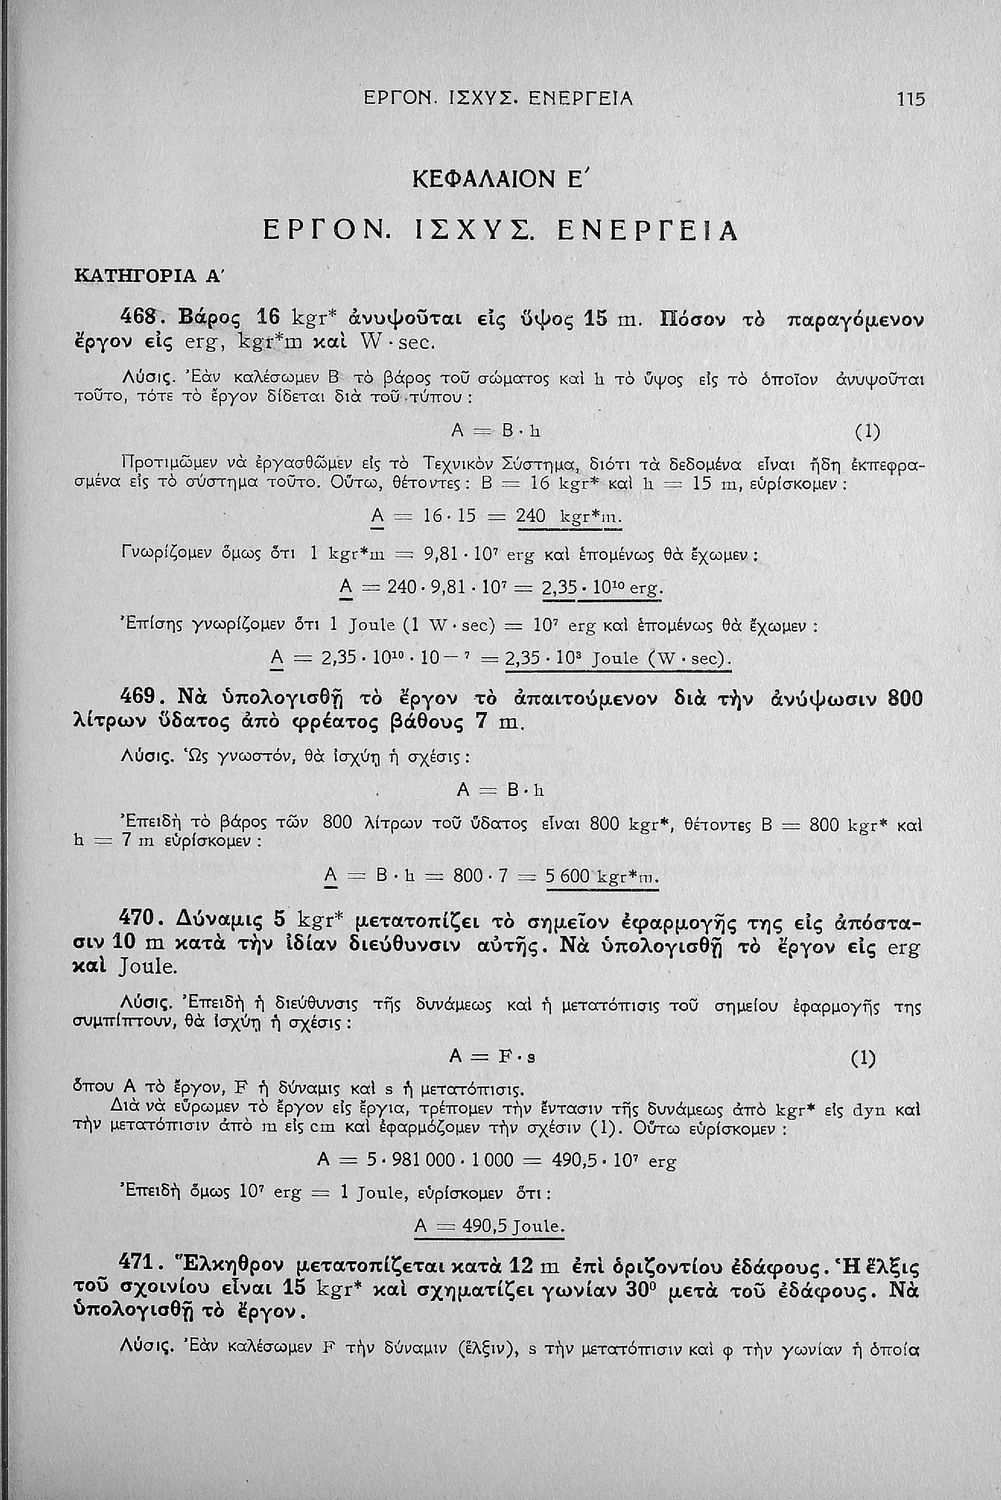 ΕΡΓΟΝ. ΙΣΧΥΣ. ΕΝΕΡΓΕΙΑ 115
ΚΕΦΑΛΑΙΟΝ Ε΄
ΕΡΓΟΝ. ΙΣΧΥΣ. ΕΝΕΡΓΕΙΑ
ΚΑΤΗΓΟΡΙΑ Α΄
468. Βάρος 16 kgr* ἀνυψοῦται εἰς ὕψος 15 m. Πόσον τὸ παραγόμενον
ἔργον εἰς erg, kgr*m καὶ W·sec.
Λύσις. Ἐὰν καλέσωμεν Β τὸ βάρος τοῦ σώματος καὶ h τὸ ὕψος εἰς τὸ ὁποῖον ἀνυψοῦται
τοῦτο, τότε τὸ ἔργον δίδεται διὰ τοῦ τύπου :
Α = Β · h (1)
Προτιμῶμεν νὰ ἐργασθῶμεν εἰς τὸ Τεχνικὸν Σύστημα, διότι τὰ δεδομένα εἶναι ἤδη ἐκπεφρα-
σμένα εἰς τὸ σύστημα τοῦτο. Οὕτω, θέτοντες : Β = 16 kgr* καὶ h = 15 m, εὑρίσκομεν :
Α = 16 · 15 = 240 kgr*m.
Γνωρίζομεν ὅμως ὅτι 1 kgr*m = 9,81 · 10⁷ erg καὶ ἑπομένως θὰ ἔχωμεν :
Α = 240 · 9,81 · 10⁷ = 2,35 · 10¹⁰ erg.
Ἐπίσης γνωρίζομεν ὅτι 1 Joule (1 W · sec) = 10⁷ erg καὶ ἑπομένως θὰ ἔχωμεν :
Α = 2,35 · 10¹⁰ · 10—⁷ = 2,35 · 10³ Joule (W · sec).
469. Νὰ ὑπολογισθῇ τὸ ἔργον τὸ ἀπαιτούμενον διὰ τὴν ἀνύψωσιν 800
λίτρων ὕδατος ἀπὸ φρέατος βάθους 7 m.
Λύσις. Ὡς γνωστόν, θὰ ἰσχύῃ ἡ σχέσις :
Α = Β · h
Ἐπειδὴ τὸ βάρος τῶν 800 λίτρων τοῦ ὕδατος εἶναι 800 kgr*, θέτοντες Β = 800 kgr* καὶ
h = 7 m εὑρίσκομεν :
Α = Β · h = 800 · 7 = 5 600 kgr*m.
470. Δύναμις 5 kgr* μετατοπίζει τὸ σημεῖον ἐφαρμογῆς της εἰς ἀπόστα-
σιν 10 m κατὰ τὴν ἰδίαν διεύθυνσιν αὐτῆς. Νὰ ὑπολογισθῇ τὸ ἔργον εἰς erg
καὶ Joule.
Λύσις. Ἐπειδὴ ἡ διεύθυνσις τῆς δυνάμεως καὶ ἡ μετατόπισις τοῦ σημείου ἐφαρμογῆς της
συμπίπτουν, θὰ ἰσχύῃ ἡ σχέσις :
Α = F · s (1)
ὅπου Α τὸ ἔργον, F ἡ δύναμις καὶ s ἡ μετατόπισις.
Διὰ νὰ εὕρωμεν τὸ ἔργον εἰς ἔργια, τρέπομεν τὴν ἔντασιν τῆς δυνάμεως ἀπὸ kgr* εἰς dyn καὶ
τὴν μετατόπισιν ἀπὸ m εἰς cm καὶ ἐφαρμόζομεν τὴν σχέσιν (1). Οὕτω εὑρίσκομεν :
Α = 5 · 981 000 · 1 000 = 490,5 · 10⁷ erg
Ἐπειδὴ ὅμως 10⁷ erg = 1 Joule, εὑρίσκομεν ὅτι :
Α = 490,5 Joule.
471. Ἕλκηθρον μετατοπίζεται κατὰ 12 m ἐπὶ ὁριζοντίου ἐδάφους. Ἡ ἕλξις
τοῦ σχοινίου εἶναι 15 kgr* καὶ σχηματίζει γωνίαν 30⁰ μετὰ τοῦ ἐδάφους. Νὰ
ὑπολογισθῇ τὸ ἔργον.
Λύσις. Ἐὰν καλέσωμεν F τὴν δύναμιν (ἕλξιν), s τὴν μετατόπισιν καὶ φ τὴν γωνίαν ἡ ὁποία